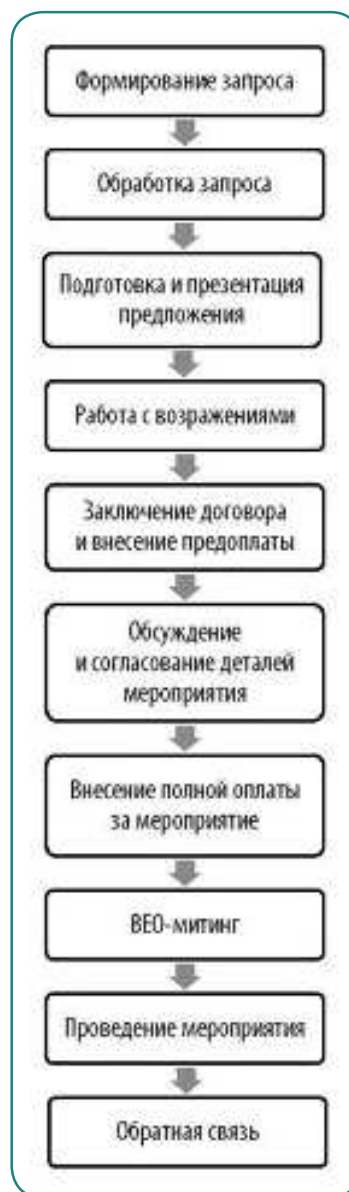 Формирование запроса
Обработка запроса
Подготовка и презентация
предложения
Работа с возражениями
Заключение договора
и внесение предоплаты
Обсуждение
и согласование деталей
мероприятия
Внесение полной оплаты
за мероприятие
ВЕО-митинг
Проведение мероприятия
Обратная связь